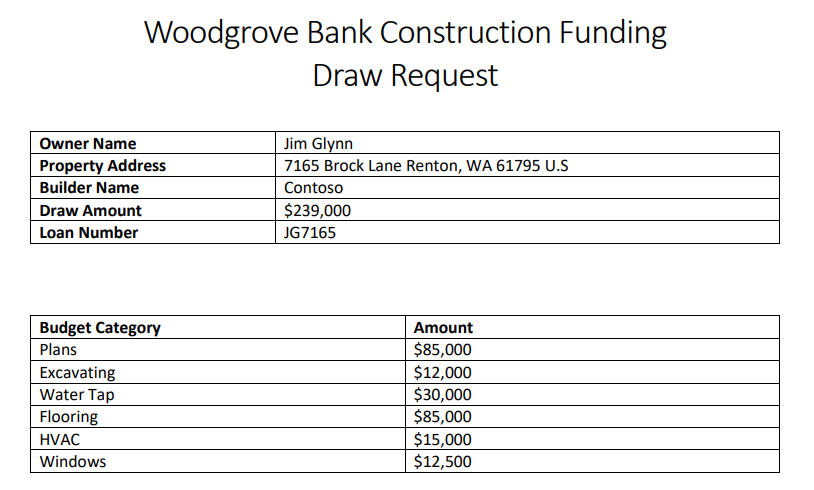 Woodgrove Bank Construction Funding
Draw Request
Owner Name Jim Glynn
Property Address 7165 Brock Lane Renton, WA 61795 U.S
Builder Name Contoso
Draw Amount $239,000
Loan Number JG7165
Budget Category Amount
Plans $85,000
Excavating $12,000
Water Tap $30,000
Flooring $85,000
HVAC $15,000
Windows $12,500